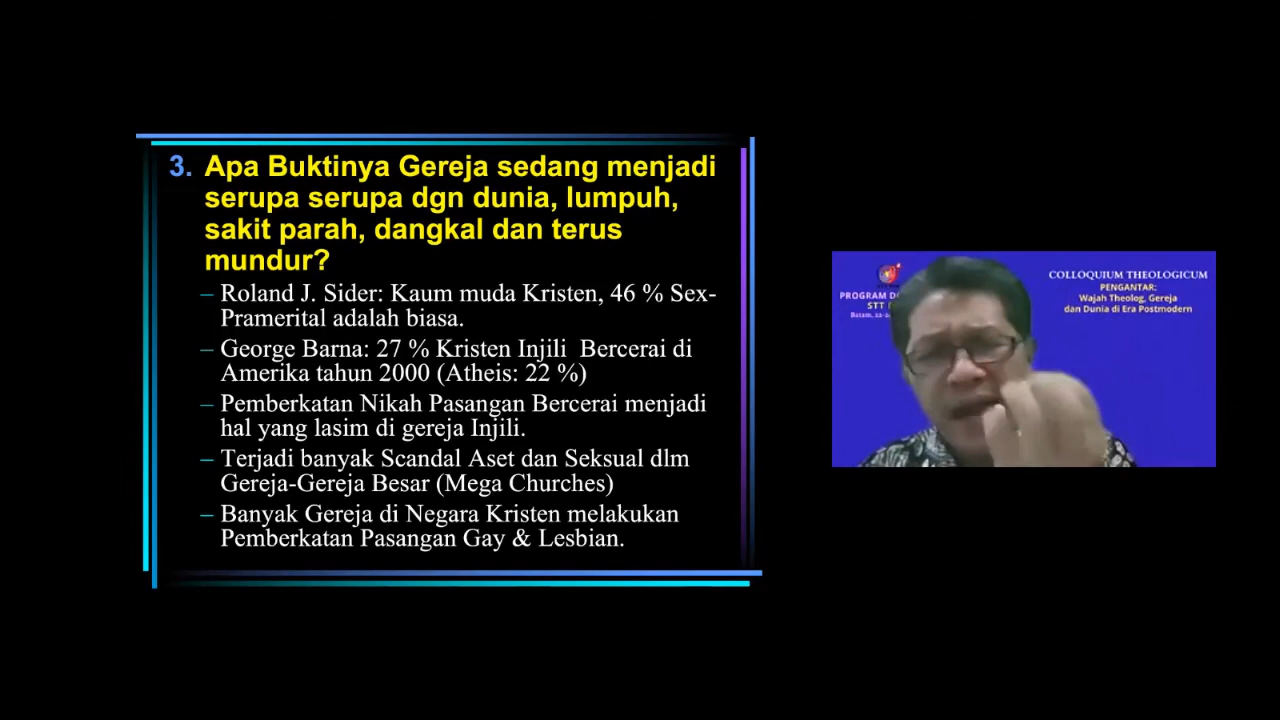 3. Apa Buktinya Gereja sedang menjadi
serupa serupa dgn dunia, lumpuh,
sakit parah, dangkal dan terus
mundur?
– Roland J. Sider: Kaum muda Kristen, 46 % Sex-
Pramerital adalah biasa.
– George Barna: 27 % Kristen Injili Bercerai di
Amerika tahun 2000 (Atheis: 22 %)
– Pemberkatan Nikah Pasangan Bercerai menjadi
hal yang lasim di gereja Injili.
– Terjadi banyak Scandal Aset dan Seksual dlm
Gereja-Gereja Besar (Mega Churches)
– Banyak Gereja di Negara Kristen melakukan
Pemberkatan Pasangan Gay & Lesbian.
PROGRAM
STT
Batam,
COLLOQUIUM THEOLOGICUM
PENGANTAR:
Wajah Theolog, Gereja
dan Dunia di Era Postmodern